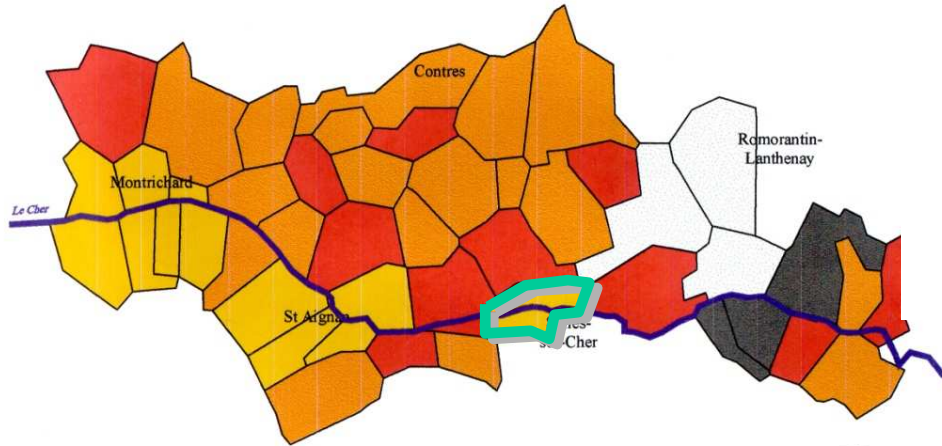 Contres
Romorantin-
Lanthenay
Montrichard
Le Cher
St Aignan